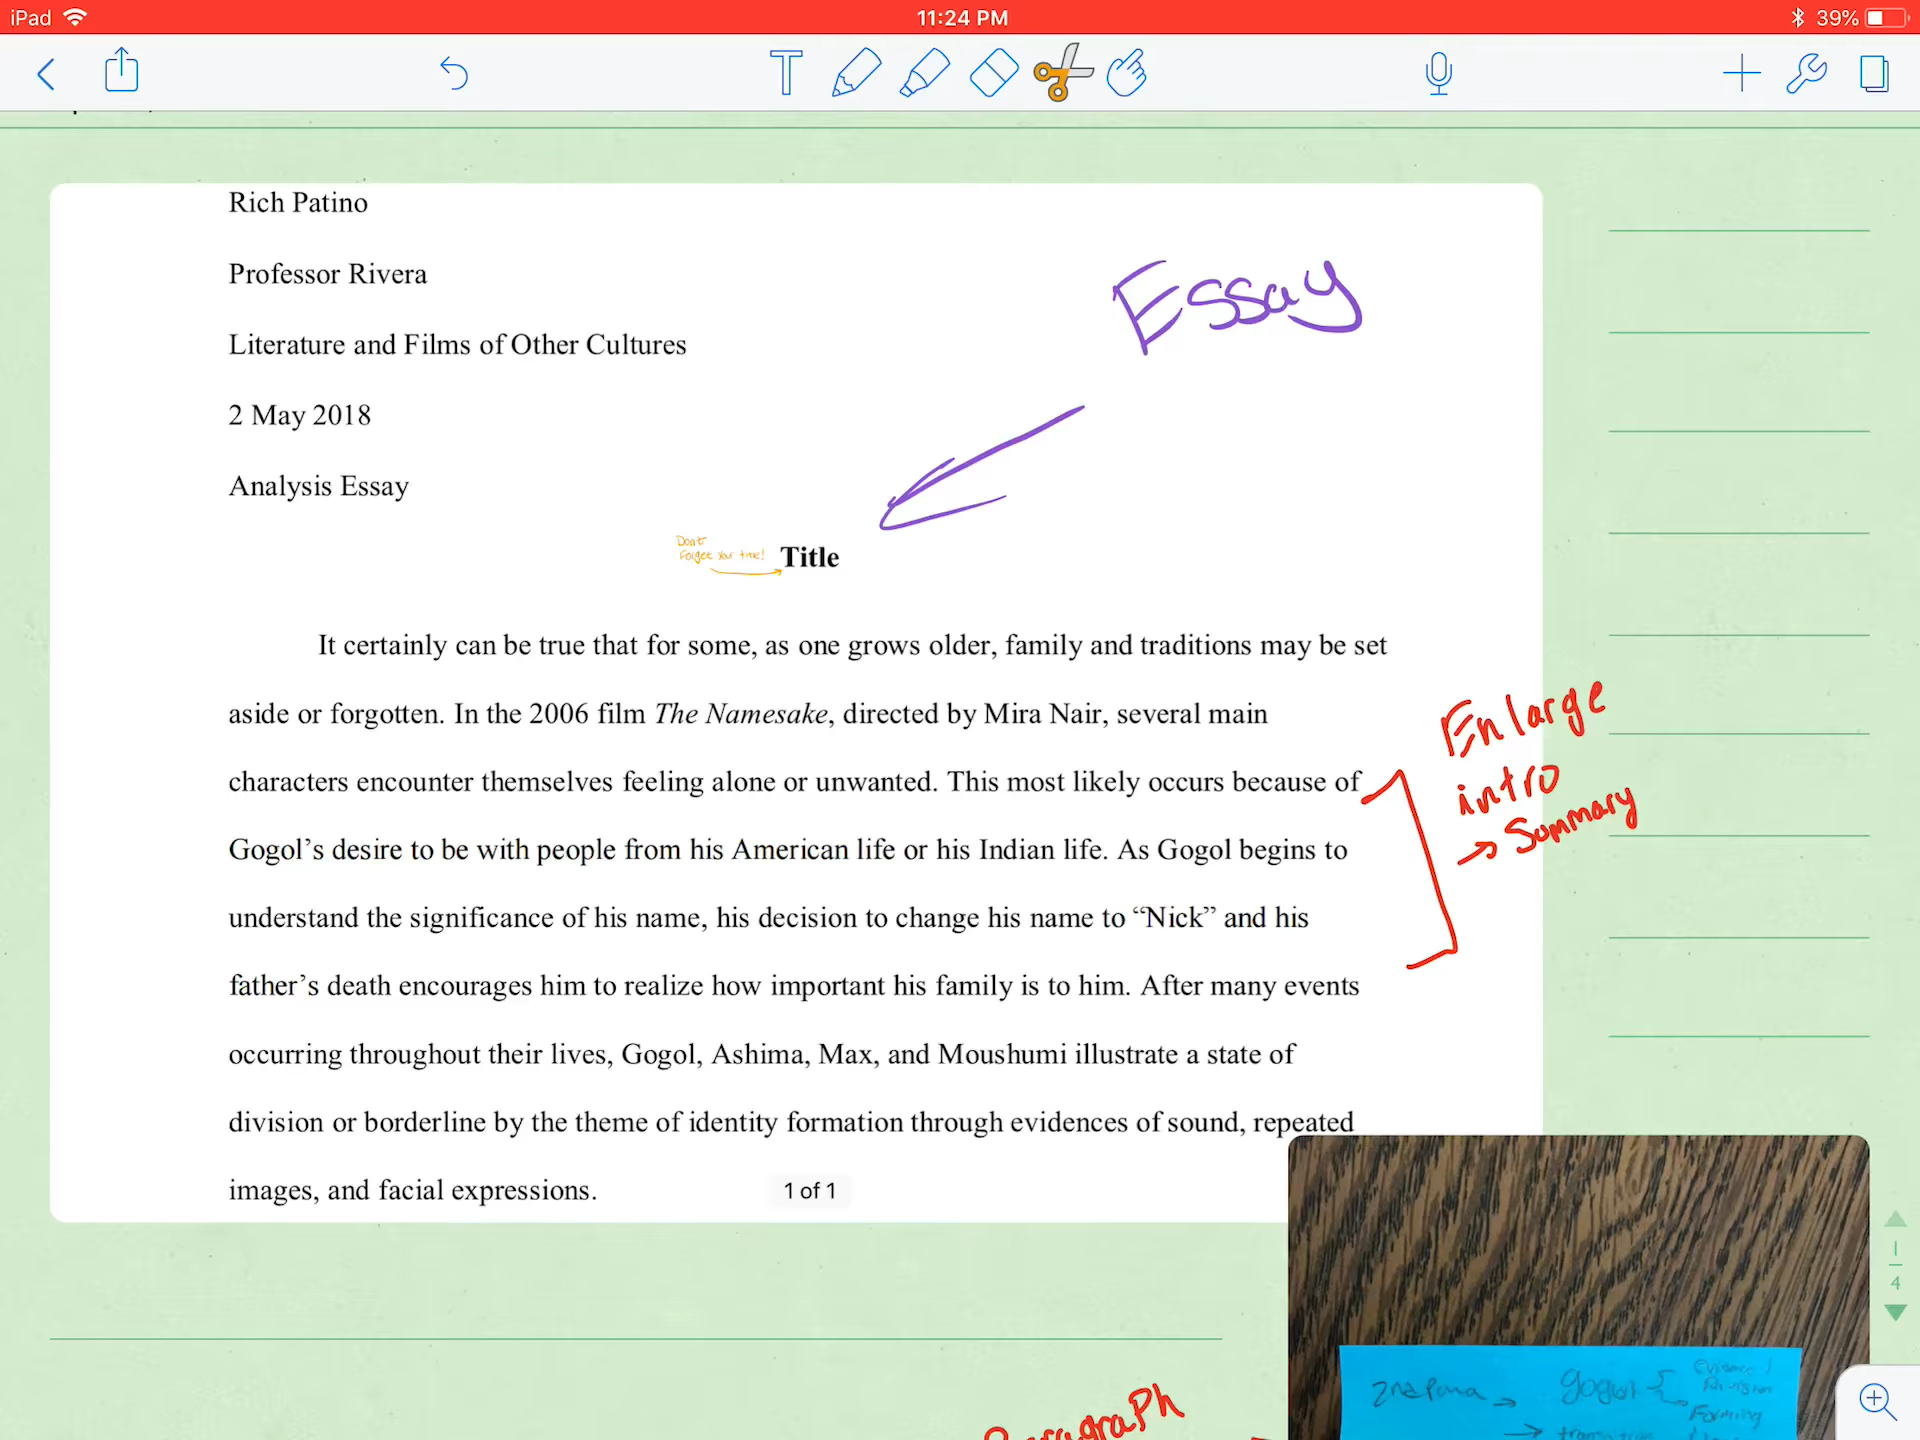 iPad
11:24 PM
39%
Rich Patino
Professor Rivera
Essay
Literature and Films of Other Cultures
2 May 2018
Analysis Essay
Don't
Forget your title!
Title
It certainly can be true that for some, as one grows older, family and traditions may be set
aside or forgotten. In the 2006 film The Namesake, directed by Mira Nair, several main
characters encounter themselves feeling alone or unwanted. This most likely occurs because of
Gogol’s desire to be with people from his American life or his Indian life. As Gogol begins to
understand the significance of his name, his decision to change his name to “Nick” and his
father’s death encourages him to realize how important his family is to him. After many events
occurring throughout their lives, Gogol, Ashima, Max, and Moushumi illustrate a state of
division or borderline by the theme of identity formation through evidences of sound, repeated
images, and facial expressions.
Enlarge
intro
→ Summary
1 of 1
1
4
2nd Para → gogol
Forming
Paragraph